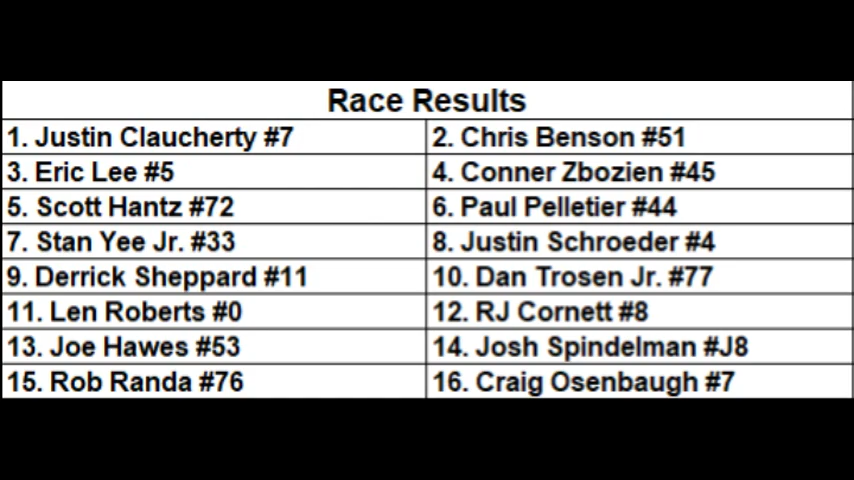 Race Results
1. Justin Claucherty #7
2. Chris Benson #51
3. Eric Lee #5
4. Conner Zbozien #45
5. Scott Hantz #72
6. Paul Pelletier #44
7. Stan Yee Jr. #33
8. Justin Schroeder #4
9. Derrick Sheppard #11
10. Dan Trosen Jr. #77
11. Len Roberts #0
12. RJ Cornett #8
13. Joe Hawes #53
14. Josh Spindelman #J8
15. Rob Randa #76
16. Craig Osenbaugh #7